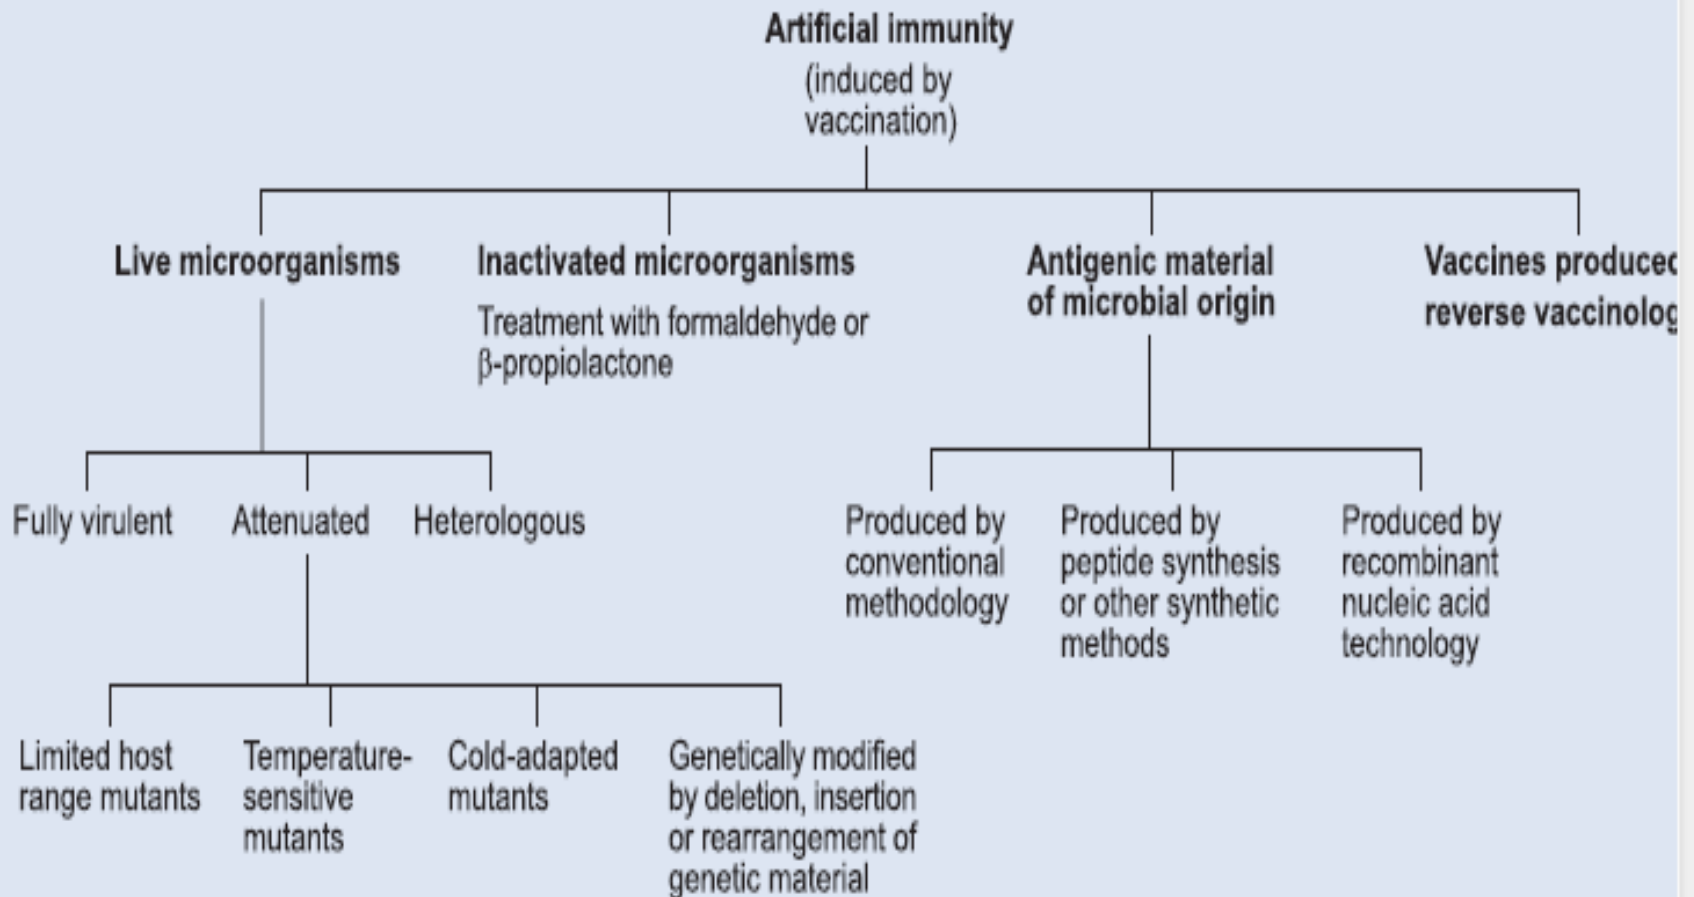 Artificial immunity
(induced by
vaccination)
Live microorganisms
Inactivated microorganisms
Treatment with formaldehyde or
β-propiolactone
Antigenic material
of microbial origin
Vaccines
reverse
Fully virulent
Attenuated
Heterologous
Produced by
conventional
methodology
Produced by
peptide synthesis
or other synthetic
methods
Produced by
recombinant
nucleic acid
technology
Limited host
range mutants
Temperature-
sensitive
mutants
Cold-adapted
mutants
Genetically modified
by deletion, insertion
or rearrangement of
genetic material